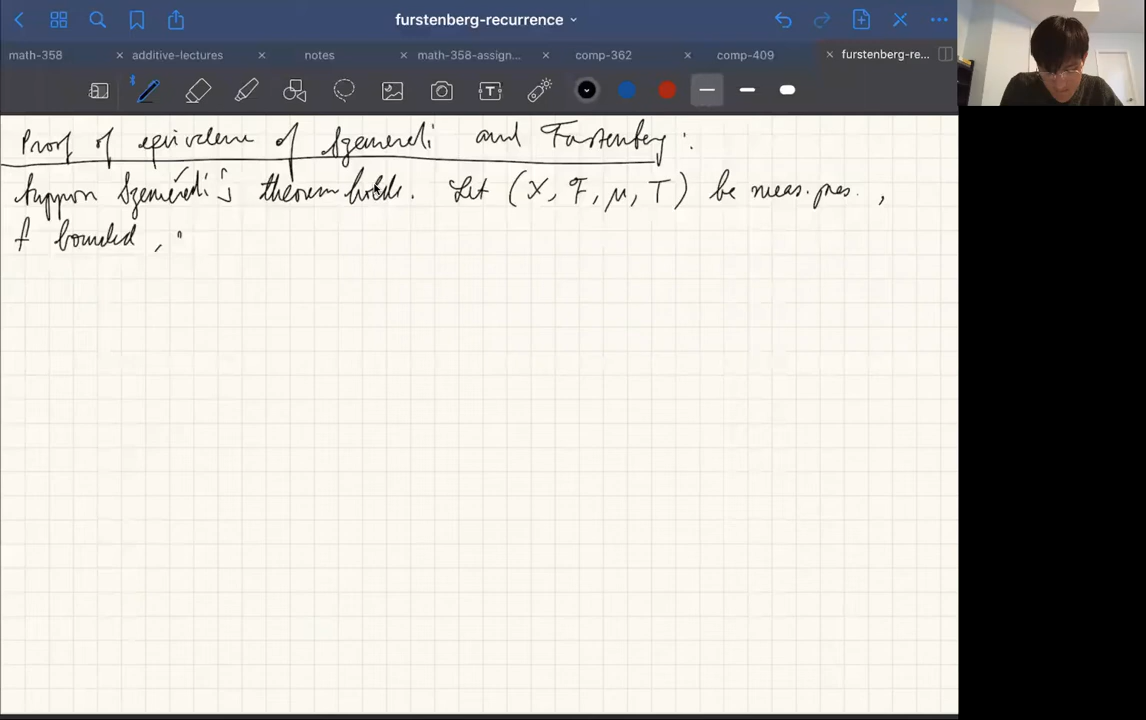 furstenberg-recurrence
math-358
additive-lectures
notes
math-358-assign...
comp-362
comp-409
furstenberg-re...
Proof of equivalence of Szemerédi and Furstenberg:
Suppose Szemerédi's theorem holds. Let (X, F, μ, T) be meas. pres.,
f bounded,